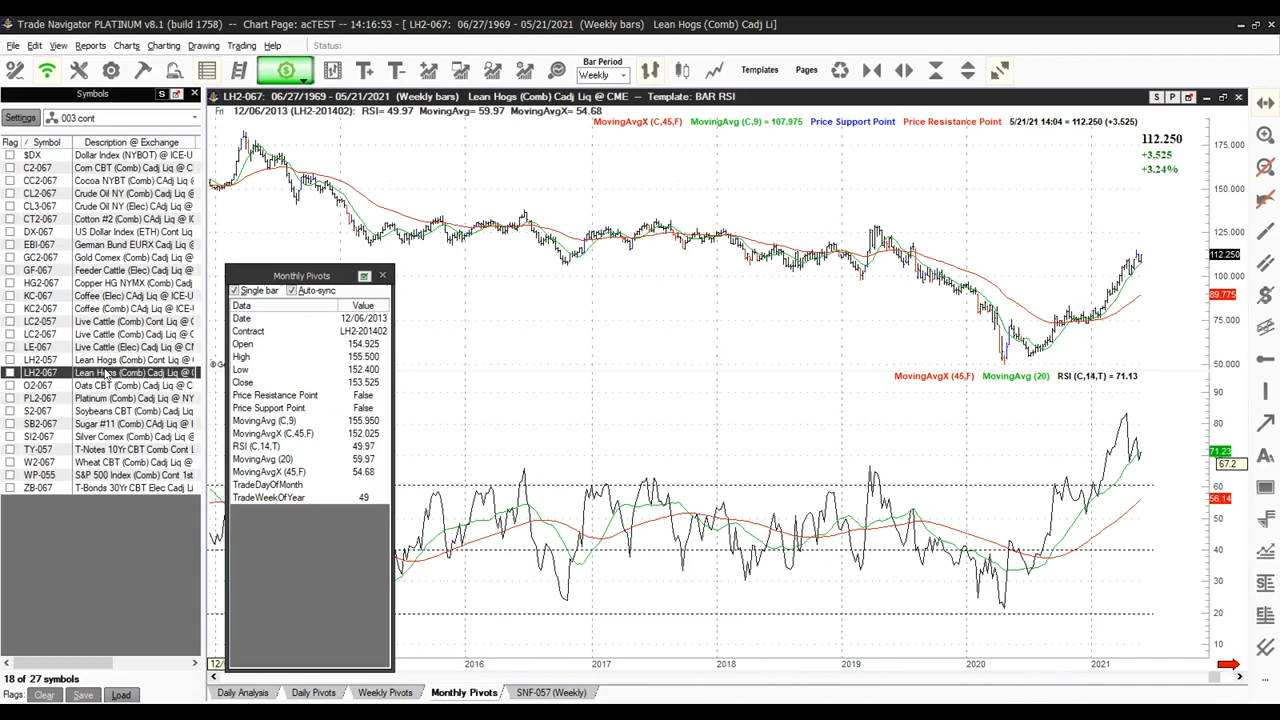 Trade Navigator PLATINUM v8.1 (build 1758) -- Chart Page: acTEST -- 14:16:53 - [ LH2-067: 06/27/1969 - 05/21/2021 (Weekly bars) Lean Hogs (Comb) Cadj Li]
File Edit View Reports Charts Charting Drawing Trading Help Status:
Bar Period
Weekly
Templates Pages
Symbols S
LH2-067: 06/27/1969 - 05/21/2021 (Weekly bars) Lean Hogs (Comb) Cadj Liq @ CME -- Template: BAR RSI S P
Fri 12/06/2013 (LH2-201402): RSI= 49.97 MovingAvg= 59.97 MovingAvgX= 54.68
Settings 003 cont
MovingAvgX (C,45,F) MovingAvg (C,9) = 107.975 Price Support Point Price Resistance Point 5/21/21 14:04 = 112.250 (+3.525)
112.250
+3.525
+3.24%
Flag / Symbol Description @ Exchange
$DX Dollar Index (NYBOT) @ ICE-U
C2-067 Corn CBT (Comb) Cadj Liq @ C
CC2-067 Cocoa NYBT (Comb) CAdj Liq
CL2-067 Crude Oil NY (Comb) Cadj Liq
CL3-067 Crude Oil NY (Elec) CAdj Liq
CT2-067 Cotton #2 (Comb) CAdj Liq @ I
DX-067 US Dollar Index (ETH) Cont Liq
EBI-067 German Bund EURX Cadj Liq
GC2-067 Gold Comex (Comb) Cadj Liq
GF-067 Feeder Cattle (Elec) Cadj Liq
HG2-067 Copper HG NYMX (Comb) Cad
KC-067 Coffee (Elec) CAdj Liq @ ICE-U
KC2-067 Coffee (Comb) CAdj Liq @ ICE
LC2-057 Live Cattle (Comb) Cont Liq @
LC2-067 Live Cattle (Comb) Cadj Liq @
LE-067 Live Cattle (Elec) Cadj Liq @ CM
LH2-057 Lean Hogs (Comb) Cont Liq @
LH2-067 Lean Hogs (Comb) Cadj Liq @
O2-067 Oats CBT (Comb) Cadj Liq @ C
PL2-067 Platinum (Comb) Cadj Liq @ NY
S2-067 Soybeans CBT (Comb) Cadj Liq
SB2-067 Sugar #11 (Comb) CAdj Liq @
SI2-067 Silver Comex (Comb) Cadj Liq
TY-057 T-Notes 10Yr CBT Comb Cont L
W2-067 Wheat CBT (Comb) Cadj Liq @
WP-055 S&P 500 Index (Comb) Cont 1st
ZB-067 T-Bonds 30Yr CBT Elec Cadj Li
18 of 27 symbols
Flags: Clear Save Load
175.000
150.000
125.000
112.250
100.000
89.775
75.000
50.000
Monthly Pivots
Single bar Auto-sync
Data Value
Date 12/06/2013
Contract LH2-201402
Open 154.925
High 155.500
Low 152.400
Close 153.525
Price Resistance Point False
Price Support Point False
MovingAvg (C,9) 155.950
MovingAvgX (C,45,F) 152.025
RSI (C,14,T) 49.97
MovingAvg (20) 59.97
MovingAvgX (45,F) 54.68
TradeDayOfMonth
TradeWeekOfYear 49
MovingAvgX (45,F) MovingAvg (20) RSI (C,14,T) = 71.13
90
80
71.23
67.2
60
56.14
50
40
30
20
10
2016 2017 2018 2019 2020 2021
Daily Analysis Daily Pivots Weekly Pivots Monthly Pivots SNF-057 (Weekly)